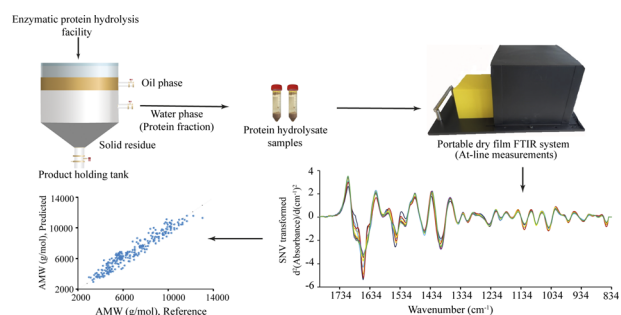 Enzymatic protein hydrolysis
facility
Oil phase
Water phase
(Protein fraction)
Solid residue
Product holding tank
Protein hydrolysate
samples
Portable dry film FTIR system
(At-line measurements)
SNV transformed
d²(Absorbance)/d(cm⁻¹)²
4
2
0
-2
-4
-6
1734 1634 1534 1434 1334 1234 1134 1034 934 834
Wavenumber (cm⁻¹)
AMW (g/mol), Predicted
14000
10000
6000
2000
2000 6000 10000 14000
AMW (g/mol), Reference